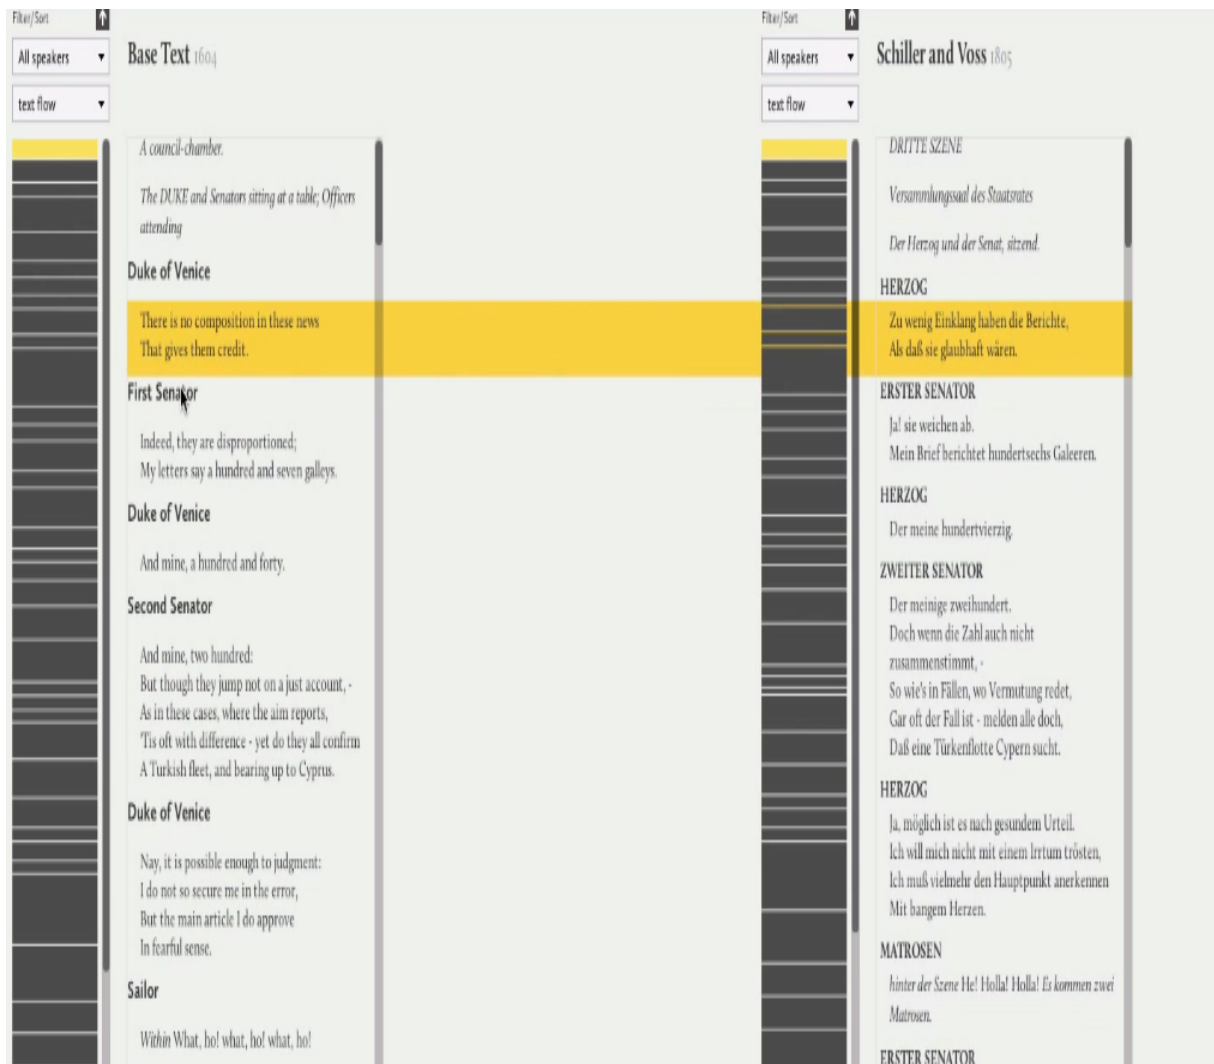 Filter/Sort
All speakers
text flow
Base Text 1604
A council-chamber.
The DUKE and Senators sitting at a table; Officers
attending
Duke of Venice
There is no composition in these news
That gives them credit.
First Senator
Indeed, they are disproportioned;
My letters say a hundred and seven galleys.
Duke of Venice
And mine, a hundred and forty.
Second Senator
And mine, two hundred:
But though they jump not on a just account, -
As in these cases, where the aim reports,
'Tis oft with difference - yet do they all confirm
A Turkish fleet, and bearing up to Cyprus.
Duke of Venice
Nay, it is possible enough to judgment:
I do not so secure me in the error,
But the main article I do approve
In fearful sense.
Sailor
Within What, ho! what, ho! what, ho!
Filter/Sort
All speakers
text flow
Schiller and Voss 1805
DRITTE SZENE
Versammlungssaal des Staatsrates
Der Herzog und der Senat, sitzend.
HERZOG
Zu wenig Einklang haben die Berichte,
Als daß sie glaubhaft wären.
ERSTER SENATOR
Ja! sie weichen ab.
Mein Brief berichtet hundertsechs Galeeren.
HERZOG
Der meine hundertvierzig.
ZWEITER SENATOR
Der meinige zweihundert.
Doch wenn die Zahl auch nicht
zusammenstimmt, -
So wie's in Fällen, wo Vermutung redet,
Gar oft der Fall ist - melden alle doch,
Daß eine Türkenflotte Cypern sucht.
HERZOG
Ja, möglich ist es nach gesundem Urteil.
Ich will mich nicht mit einem Irrtum trösten,
Ich muß vielmehr den Hauptpunkt anerkennen
Mit bangem Herzen.
MATROSEN
hinter der Szene He! Holla! Holla! Es kommen zwei
Matrosen.
ERSTER SENATOR